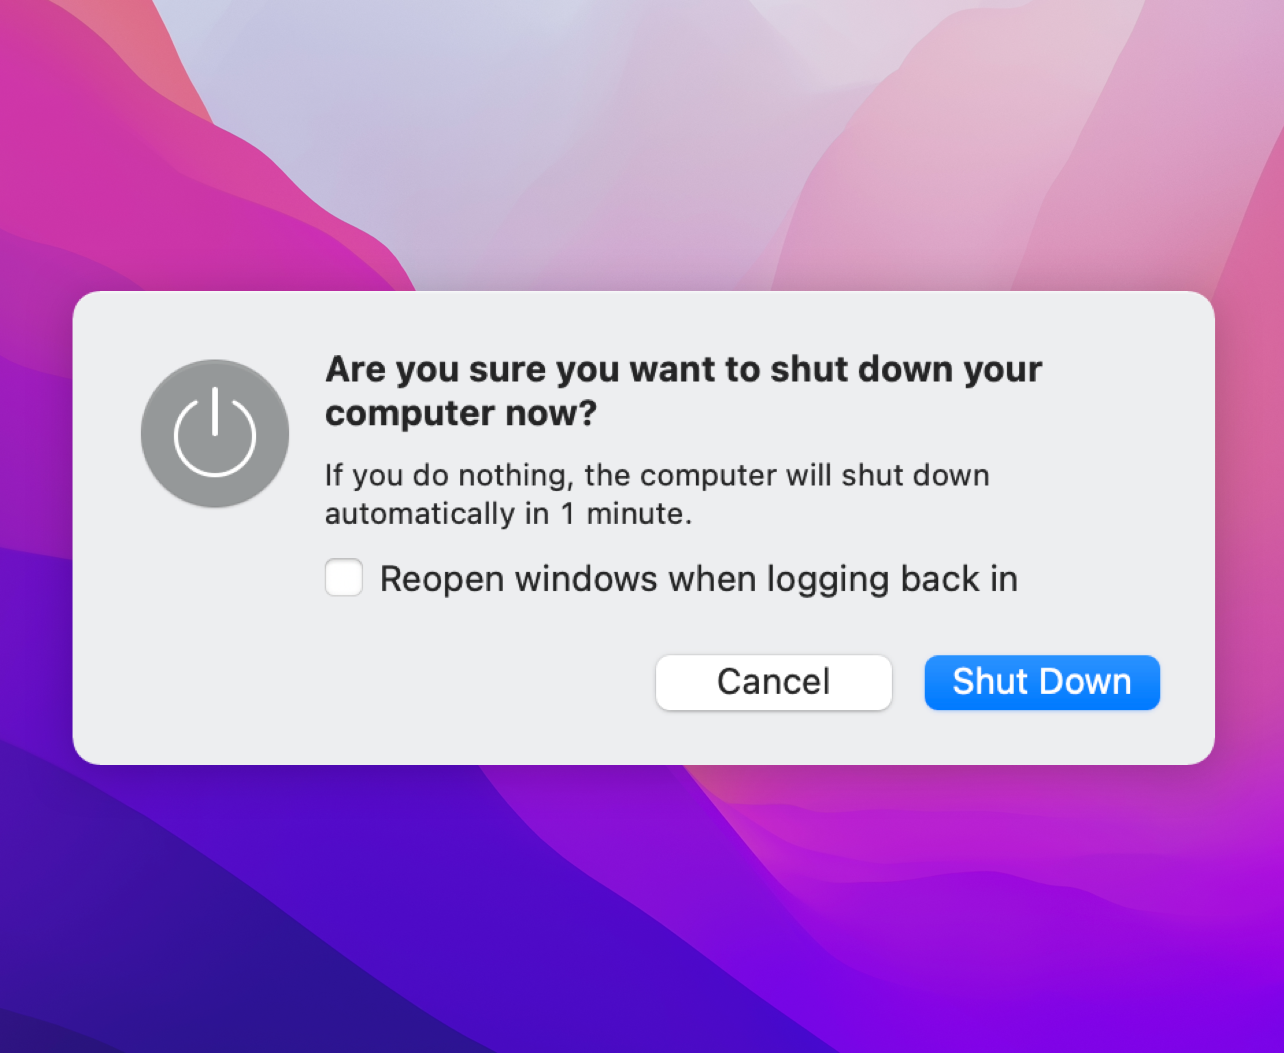 Are you sure you want to shut down your
computer now?
If you do nothing, the computer will shut down
automatically in 1 minute.
Reopen windows when logging back in
Cancel
Shut Down